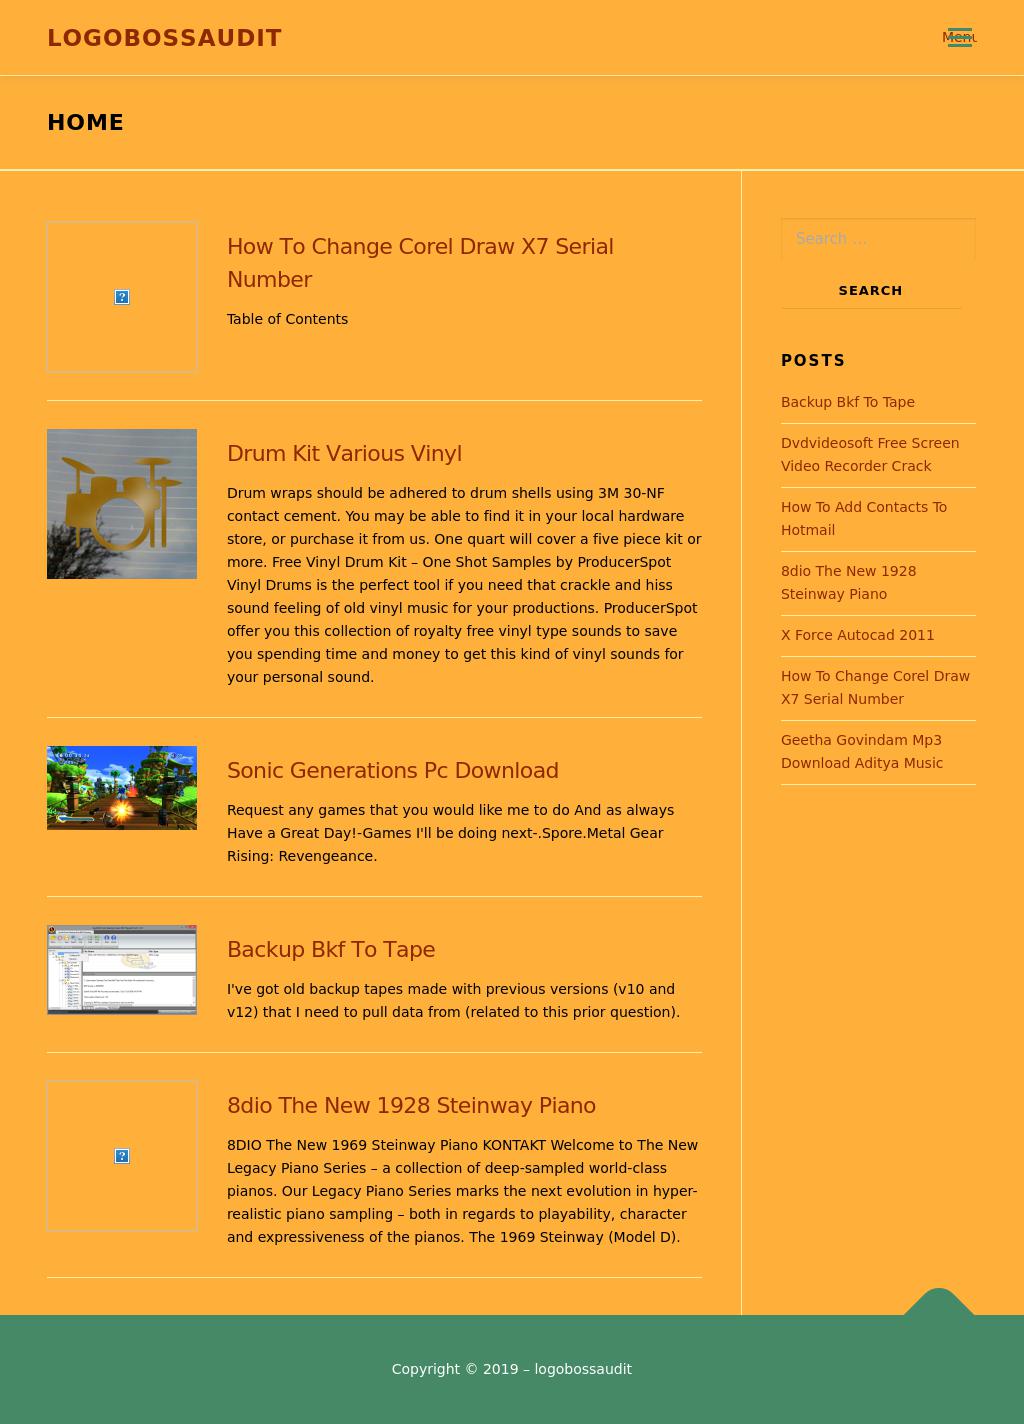 LOGOBOSSAUDIT
Menu
HOME
How To Change Corel Draw X7 Serial
Number
Table of Contents
Drum Kit Various Vinyl
Drum wraps should be adhered to drum shells using 3M 30-NF
contact cement. You may be able to find it in your local hardware
store, or purchase it from us. One quart will cover a five piece kit or
more. Free Vinyl Drum Kit – One Shot Samples by ProducerSpot
Vinyl Drums is the perfect tool if you need that crackle and hiss
sound feeling of old vinyl music for your productions. ProducerSpot
offer you this collection of royalty free vinyl type sounds to save
you spending time and money to get this kind of vinyl sounds for
your personal sound.
Sonic Generations Pc Download
Request any games that you would like me to do And as always
Have a Great Day!-Games I'll be doing next-.Spore.Metal Gear
Rising: Revengeance.
Backup Bkf To Tape
I've got old backup tapes made with previous versions (v10 and
v12) that I need to pull data from (related to this prior question).
8dio The New 1928 Steinway Piano
8DIO The New 1969 Steinway Piano KONTAKT Welcome to The New
Legacy Piano Series – a collection of deep-sampled world-class
pianos. Our Legacy Piano Series marks the next evolution in hyper-
realistic piano sampling – both in regards to playability, character
and expressiveness of the pianos. The 1969 Steinway (Model D).
Search …
SEARCH
POSTS
Backup Bkf To Tape
Dvdvideosoft Free Screen
Video Recorder Crack
How To Add Contacts To
Hotmail
8dio The New 1928
Steinway Piano
X Force Autocad 2011
How To Change Corel Draw
X7 Serial Number
Geetha Govindam Mp3
Download Aditya Music
Copyright © 2019 – logobossaudit